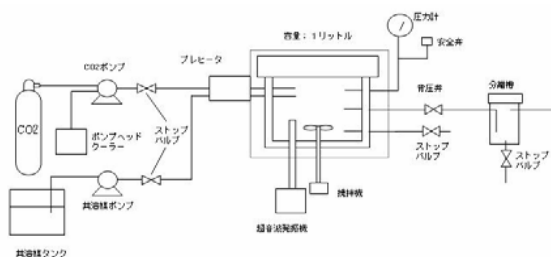 圧力計
安全弁
容量：１リットル
プレヒータ
CO2ポンプ
背圧弁
分離槽
CO2
ポンプヘッド
クーラー
ストップ
バルブ
ストップ
バルブ
ストップ
バルブ
共溶媒ポンプ
攪拌機
超音波発振機
共溶媒タンク